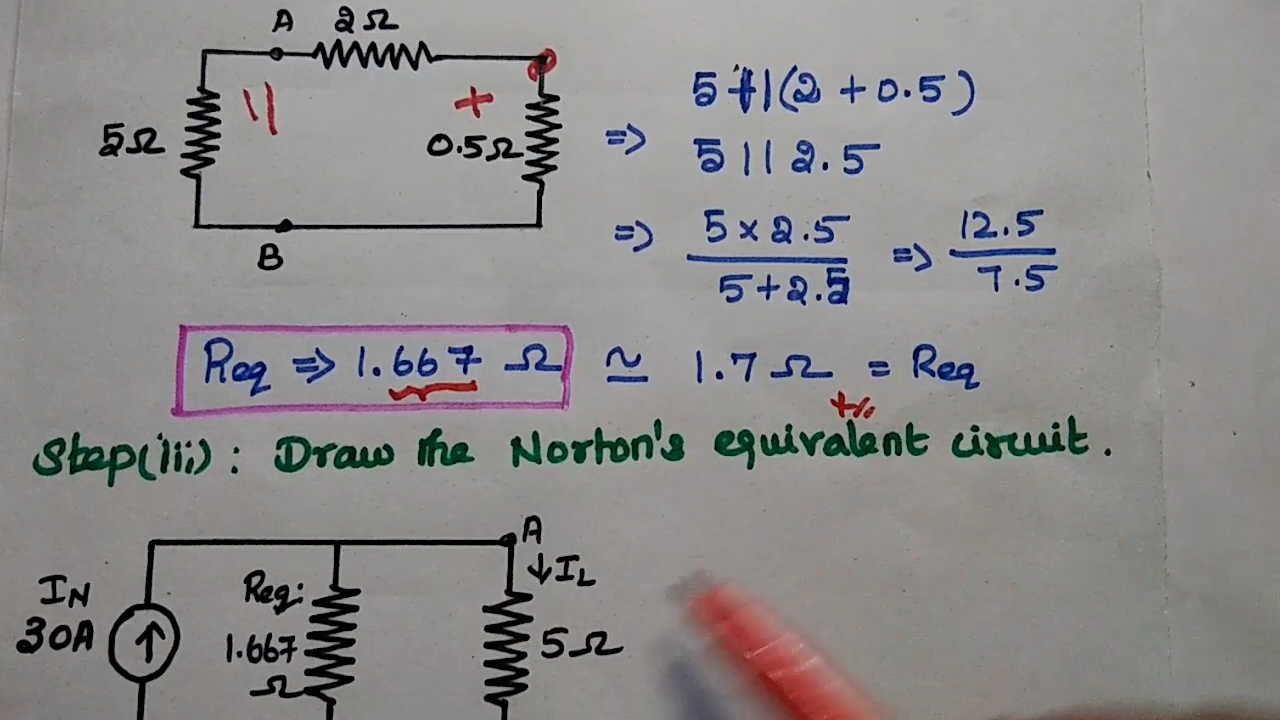 A 2Ω
5Ω || + 0.5Ω
B
=> 5 || (2 + 0.5)
5 || 2.5
=> 5 × 2.5 / 5 + 2.5 => 12.5 / 7.5
Req => 1.667 Ω ≃ 1.7 Ω = Req
Step(iii) : Draw the Norton's equivalent circuit.
A
↓ IL
IN
30A
Req:
1.667
Ω
5Ω